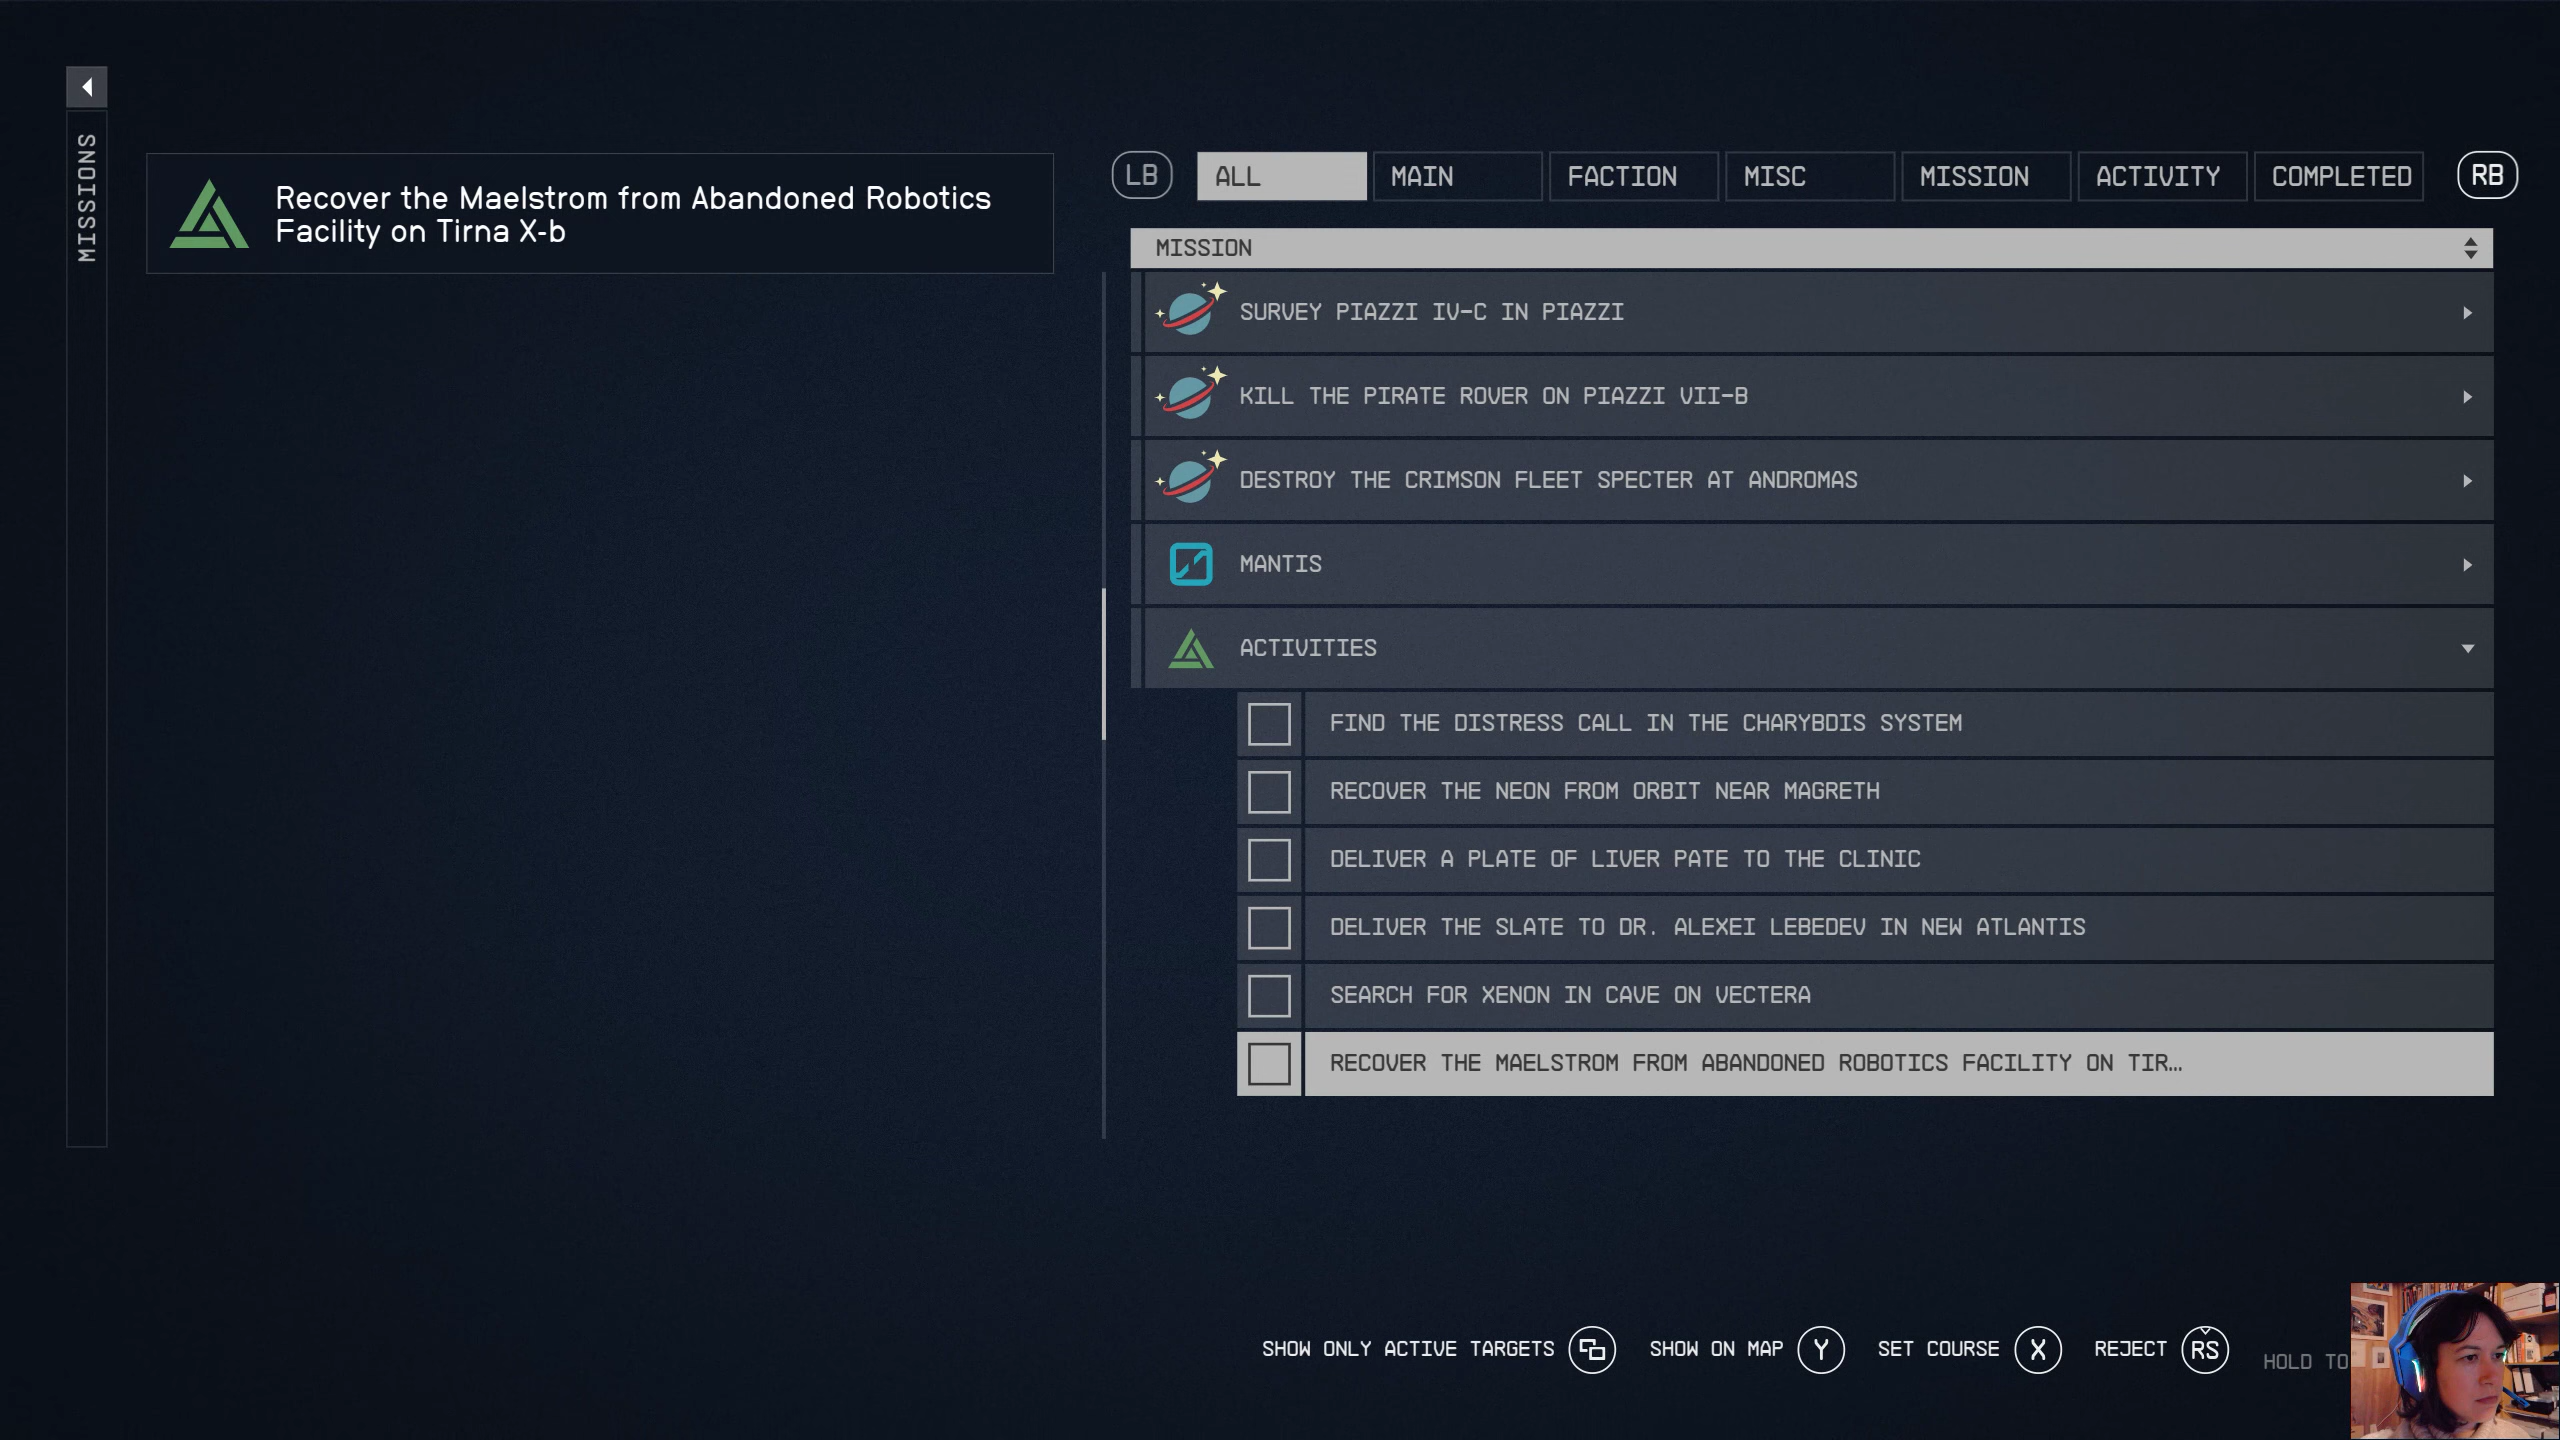 MISSIONS
Recover the Maelstrom from Abandoned Robotics
Facility on Tirna X-b
LB
ALL
MAIN
FACTION
MISC
MISSION
ACTIVITY
COMPLETED
RB
MISSION
SURVEY PIAZZI IV-C IN PIAZZI
KILL THE PIRATE ROVER ON PIAZZI VII-B
DESTROY THE CRIMSON FLEET SPECTER AT ANDROMAS
MANTIS
ACTIVITIES
FIND THE DISTRESS CALL IN THE CHARYBDIS SYSTEM
RECOVER THE NEON FROM ORBIT NEAR MAGRETH
DELIVER A PLATE OF LIVER PATE TO THE CLINIC
DELIVER THE SLATE TO DR. ALEXEI LEBEDEV IN NEW ATLANTIS
SEARCH FOR XENON IN CAVE ON VECTERA
RECOVER THE MAELSTROM FROM ABANDONED ROBOTICS FACILITY ON TIR...
SHOW ONLY ACTIVE TARGETS
SHOW ON MAP Y
SET COURSE X
REJECT RS
HOLD TO